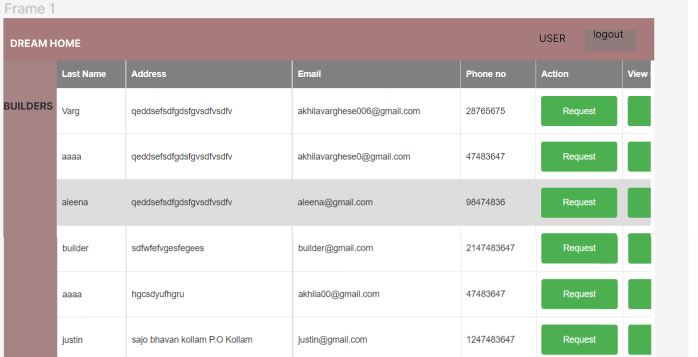 Frame 1
DREAM HOME USER logout
BUILDERS
Last Name Address Email Phone no Action View
Varg qeddsefsdfgdsfgvsdfvsdfv akhilavarghese006@gmail.com 28765675 Request
aaaa qeddsefsdfgdsfgvsdfvsdfv akhilavarghese0@gmail.com 47483647 Request
aleena qeddsefsdfgdsfgvsdfvsdfv aleena@gmail.com 98474836 Request
builder sdfwfefvgesfegees builder@gmail.com 2147483647 Request
aaaa hgcsdyufhgru akhila00@gmail.com 47483647 Request
justin sajo bhavan kollam P.O Kollam justin@gmail.com 1247483647 Request